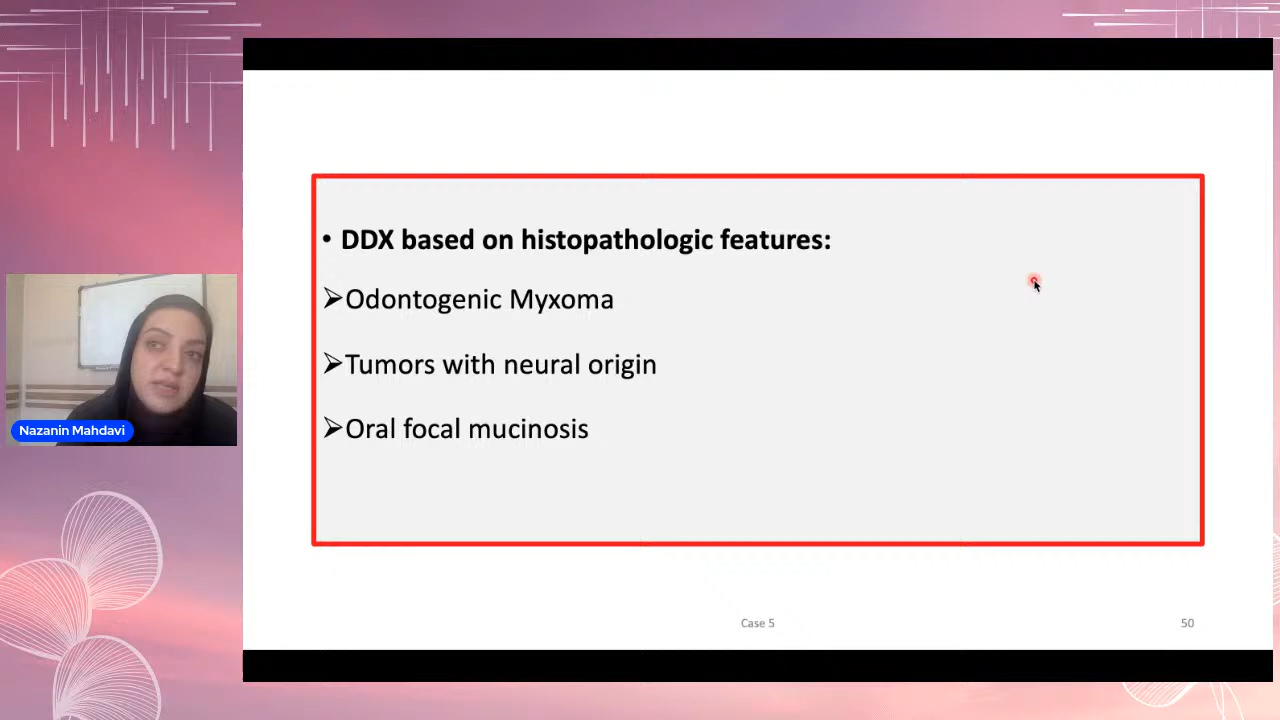 • DDX based on histopathologic features:
➢Odontogenic Myxoma
➢Tumors with neural origin
➢Oral focal mucinosis
Nazanin Mahdavi
Case 5
50